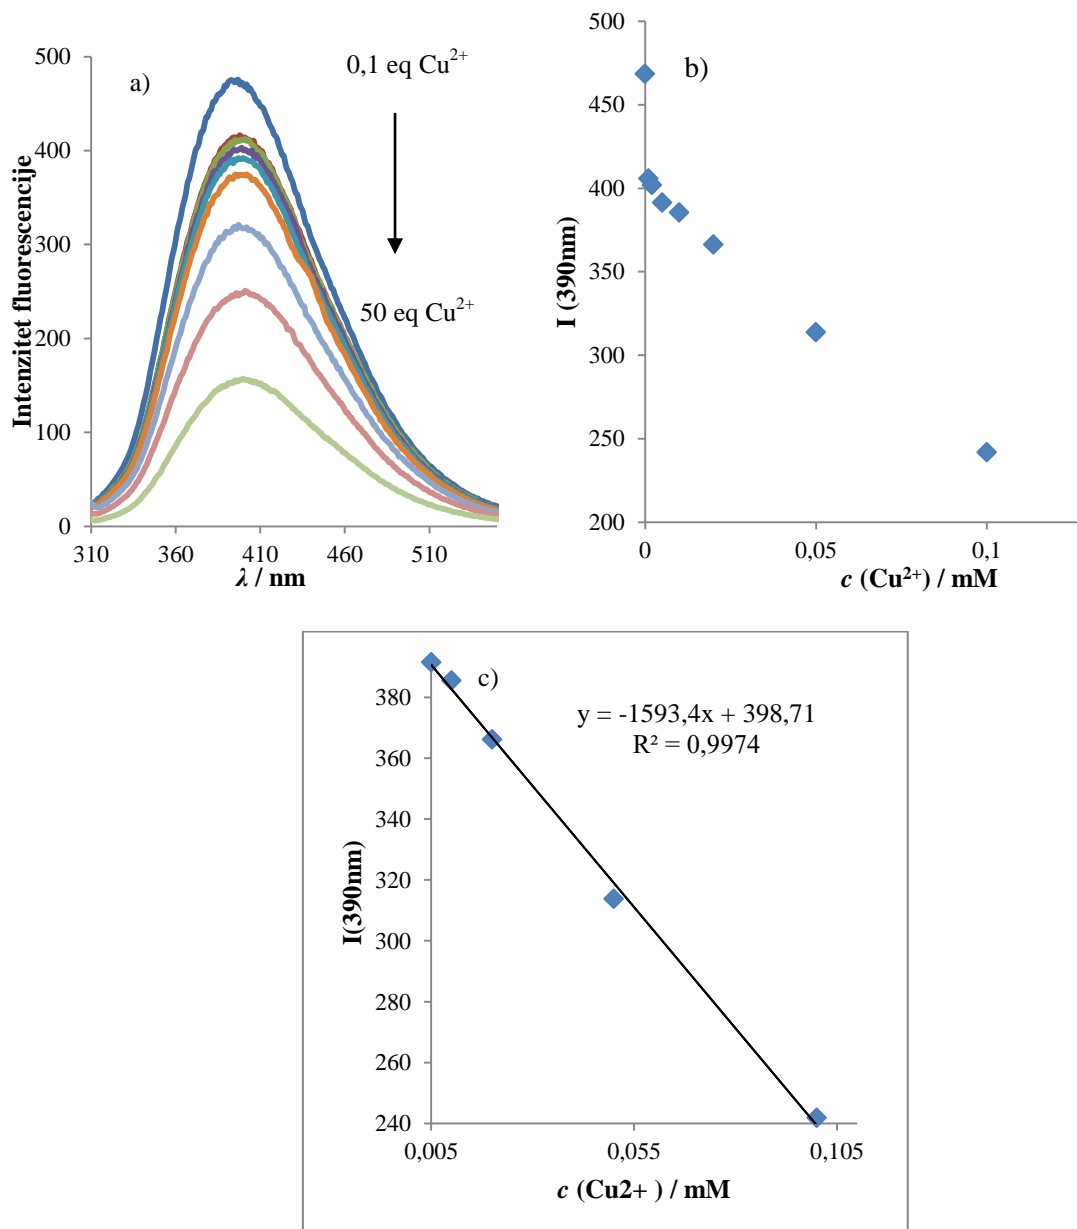 a)
0,1 eq Cu²⁺
50 eq Cu²⁺
Intenzitet fluorescencije
500
400
300
200
100
0
310
360
410
460
510
λ / nm
b)
I (390nm)
500
450
400
350
300
250
200
0
0,05
0,1
c (Cu²⁺) / mM
c)
y = -1593,4x + 398,71
R² = 0,9974
I(390nm)
380
360
340
320
300
280
260
240
0,005
0,055
0,105
c (Cu2+ ) / mM